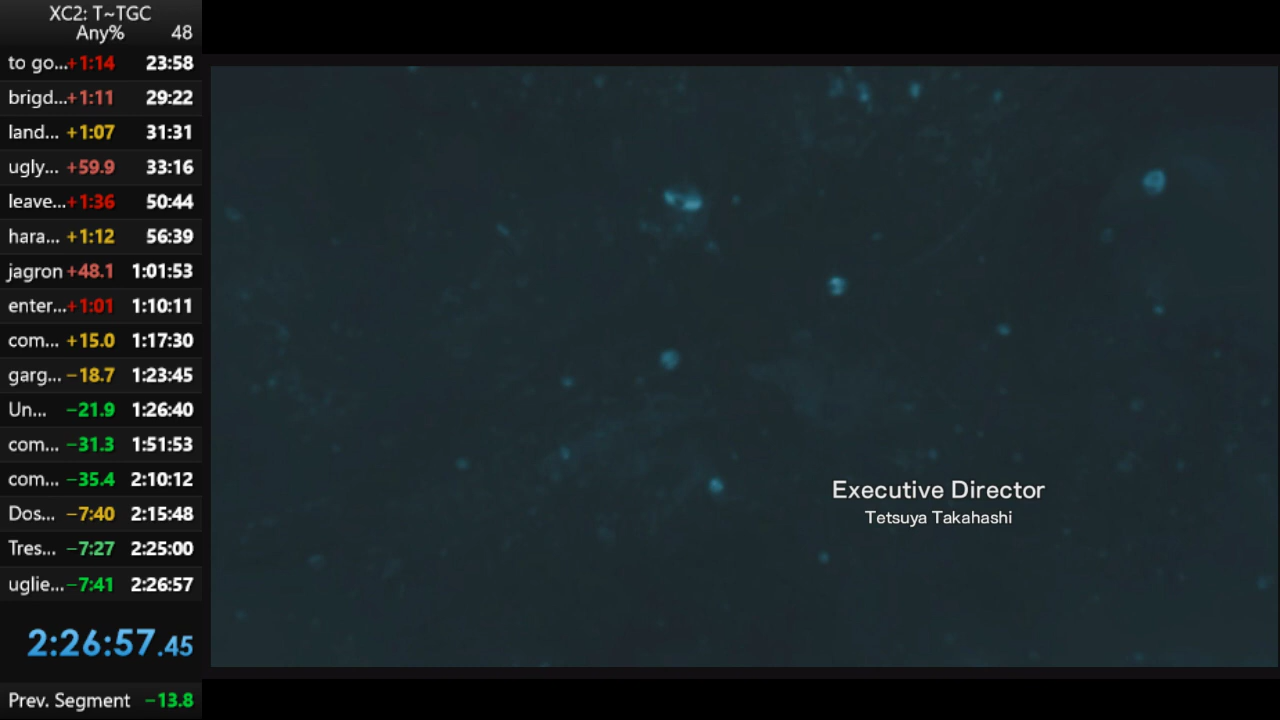 XC2: T~TGC
Any% 48
to go... +1:14 23:58
brigd... +1:11 29:22
land... +1:07 31:31
ugly... +59.9 33:16
leave... +1:36 50:44
hara... +1:12 56:39
jagron +48.1 1:01:53
enter... +1:01 1:10:11
com... +15.0 1:17:30
garg... −18.7 1:23:45
Un... −21.9 1:26:40
com... −31.3 1:51:53
com... −35.4 2:10:12
Dos... −7:40 2:15:48
Tres... −7:27 2:25:00
uglie... −7:41 2:26:57
2:26:57.45
Prev. Segment −13.8
Executive Director
Tetsuya Takahashi